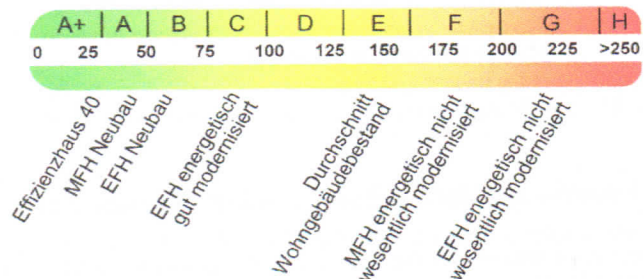 A+ A B C D E F G H
0 25 50 75 100 125 150 175 200 225 >250
Effizienzhaus 40
MFH Neubau
EFH Neubau
EFH energetisch
gut modernisiert
Durchschnitt
Wohngebäudebestand
MFH energetisch nicht
wesentlich modernisiert
EFH energetisch nicht
wesentlich modernisiert